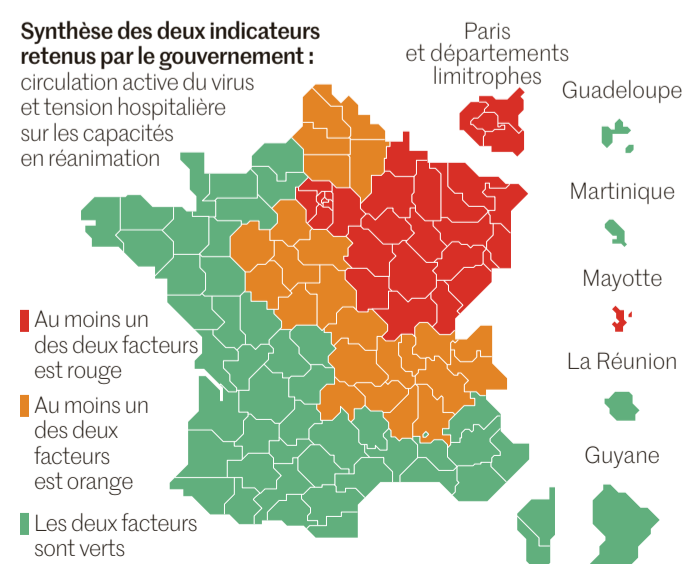 Synthèse des deux indicateurs
retenus par le gouvernement :
circulation active du virus
et tension hospitalière
sur les capacités
en réanimation
Paris
et départements
limitrophes
Guadeloupe
Martinique
Mayotte
La Réunion
Guyane
Au moins un
des deux facteurs
est rouge
Au moins un
des deux
facteurs
est orange
Les deux facteurs
sont verts